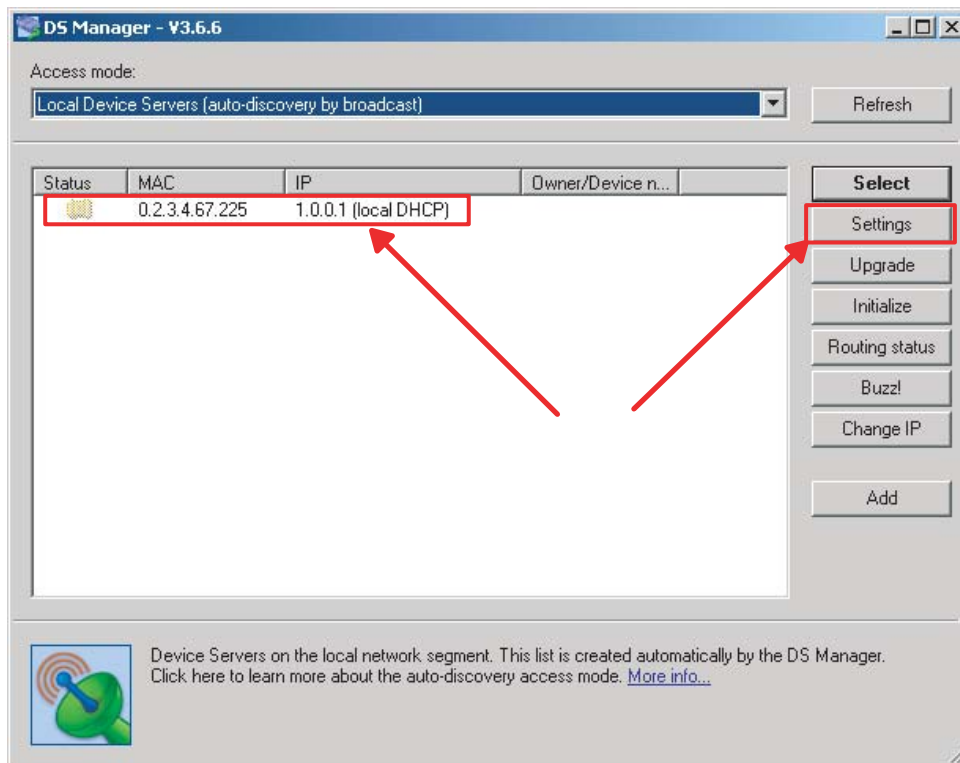 DS Manager - V3.6.6
Access mode:
Local Device Servers (auto-discovery by broadcast)
Refresh
Status MAC IP Owner/Device n...
0.2.3.4.67.225 1.0.0.1 (local DHCP)
Select
Settings
Upgrade
Initialize
Routing status
Buzz!
Change IP
Add
Device Servers on the local network segment. This list is created automatically by the DS Manager.
Click here to learn more about the auto-discovery access mode. More info...